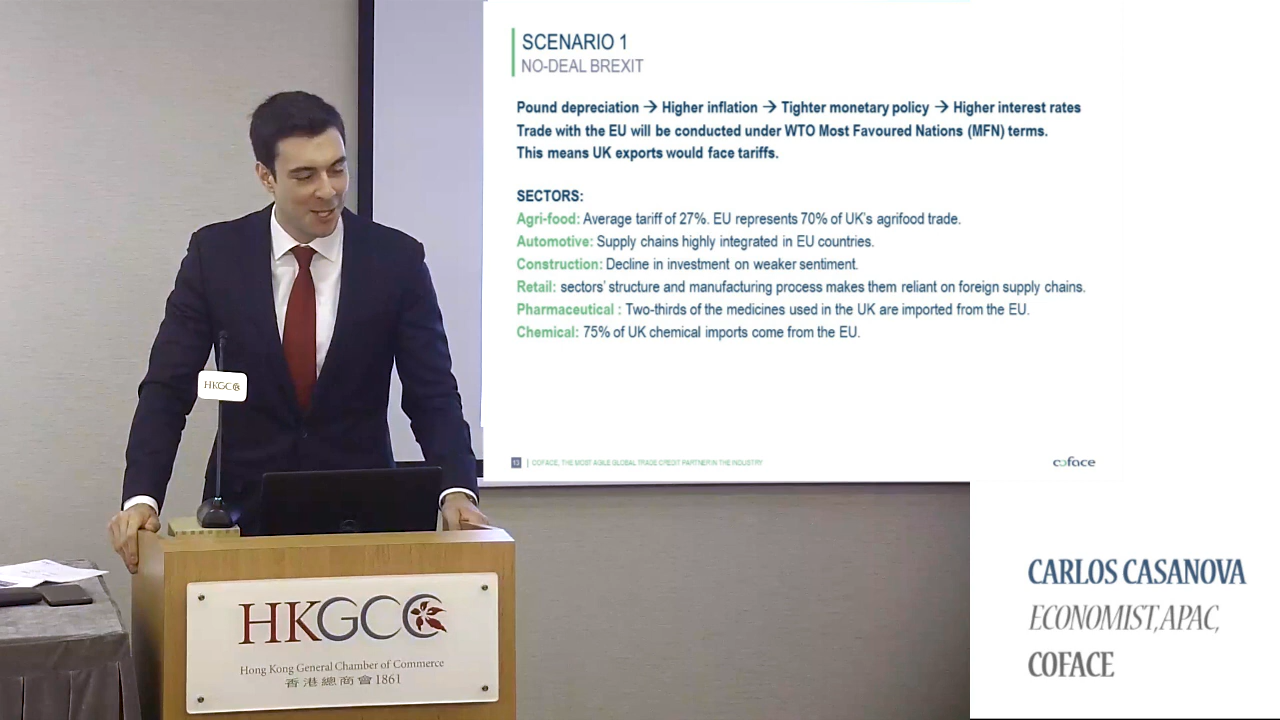 SCENARIO 1
NO-DEAL BREXIT
Pound depreciation → Higher inflation → Tighter monetary policy → Higher interest rates
Trade with the EU will be conducted under WTO Most Favoured Nations (MFN) terms.
This means UK exports would face tariffs.
SECTORS:
Agri-food: Average tariff of 27%. EU represents 70% of UK's agrifood trade.
Automotive: Supply chains highly integrated in EU countries.
Construction: Decline in investment on weaker sentiment.
Retail: sectors' structure and manufacturing process makes them reliant on foreign supply chains.
Pharmaceutical : Two-thirds of the medicines used in the UK are imported from the EU.
Chemical: 75% of UK chemical imports come from the EU.
13 | COFACE, THE MOST AGILE GLOBAL TRADE CREDIT PARTNER IN THE INDUSTRY
coface
HKGCC
HKGCC
Hong Kong General Chamber of Commerce
香港總商會1861
CARLOS CASANOVA
ECONOMIST, APAC,
COFACE